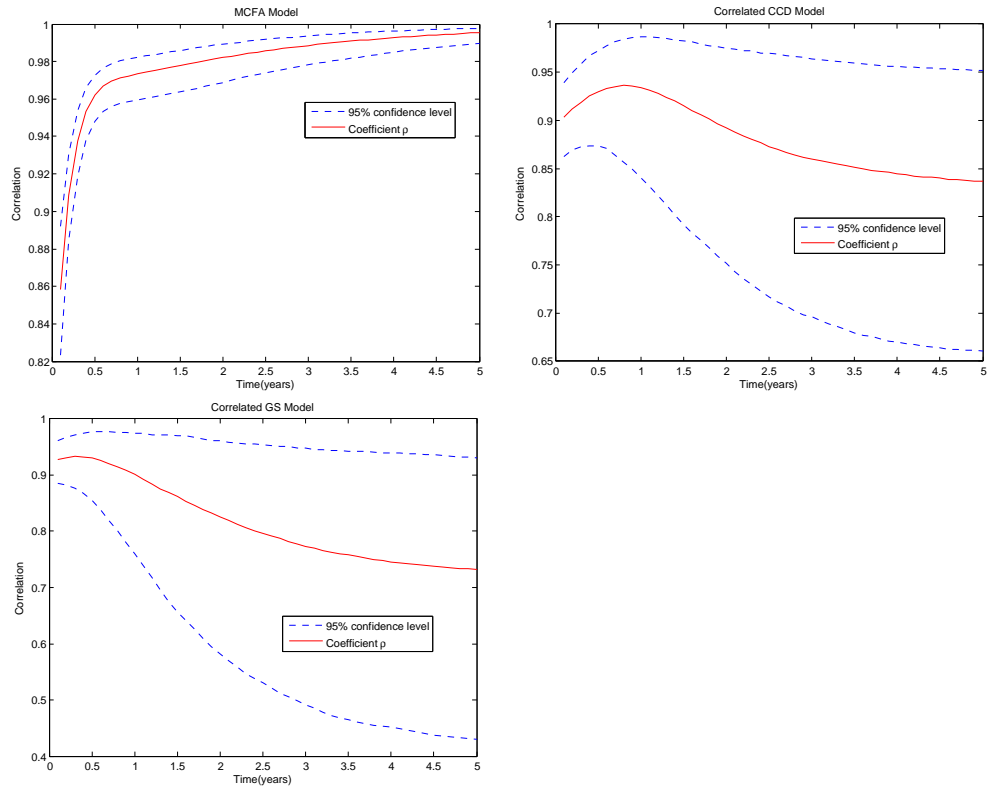 MCFA Model
1
0.98
0.96
0.94
0.92
0.9
0.88
0.86
0.84
0.82
Correlation
95% confidence level
Coefficient ρ
0 0.5 1 1.5 2 2.5 3 3.5 4 4.5 5
Time(years)
Correlated CCD Model
1
0.95
0.9
0.85
0.8
0.75
0.7
0.65
Correlation
95% confidence level
Coefficient ρ
0 0.5 1 1.5 2 2.5 3 3.5 4 4.5 5
Time(years)
Correlated GS Model
1
0.9
0.8
0.7
0.6
0.5
0.4
Correlation
95% confidence level
Coefficient ρ
0 0.5 1 1.5 2 2.5 3 3.5 4 4.5 5
Time(years)